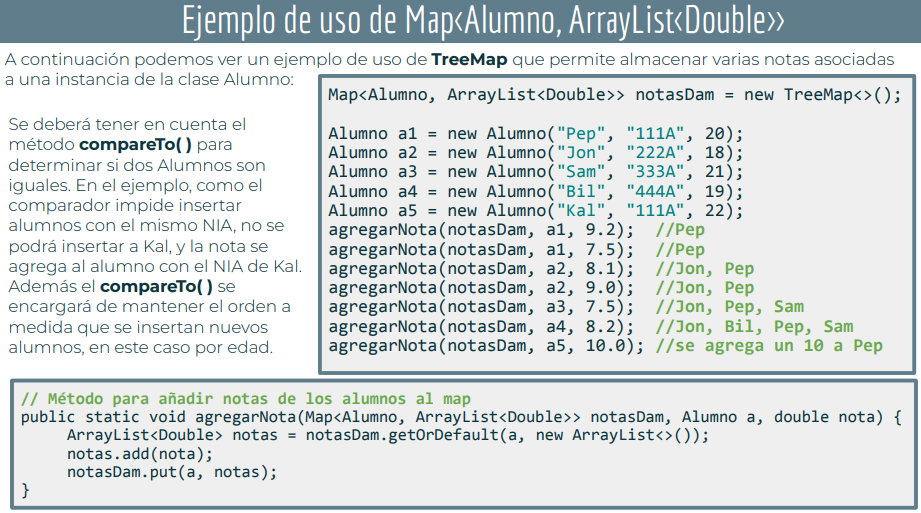 Ejemplo de uso de Map<Alumno, ArrayList<Double>>
A continuación podemos ver un ejemplo de uso de TreeMap que permite almacenar varias notas asociadas
a una instancia de la clase Alumno:
Se deberá tener en cuenta el
método compareTo( ) para
determinar si dos Alumnos son
iguales. En el ejemplo, como el
comparador impide insertar
alumnos con el mismo NIA, no se
podrá insertar a Kal, y la nota se
agrega al alumno con el NIA de Kal.
Además el compareTo( ) se
encargará de mantener el orden a
medida que se insertan nuevos
alumnos, en este caso por edad.
Map<Alumno, ArrayList<Double>> notasDam = new TreeMap<>();
Alumno a1 = new Alumno("Pep", "111A", 20);
Alumno a2 = new Alumno("Jon", "222A", 18);
Alumno a3 = new Alumno("Sam", "333A", 21);
Alumno a4 = new Alumno("Bil", "444A", 19);
Alumno a5 = new Alumno("Kal", "111A", 22);
agregarNota(notasDam, a1, 9.2);  //Pep
agregarNota(notasDam, a1, 7.5);  //Pep
agregarNota(notasDam, a2, 8.1);  //Jon, Pep
agregarNota(notasDam, a2, 9.0);  //Jon, Pep
agregarNota(notasDam, a3, 7.5);  //Jon, Pep, Sam
agregarNota(notasDam, a4, 8.2);  //Jon, Bil, Pep, Sam
agregarNota(notasDam, a5, 10.0); //se agrega un 10 a Pep
// Método para añadir notas de los alumnos al map
public static void agregarNota(Map<Alumno, ArrayList<Double>> notasDam, Alumno a, double nota) {
     ArrayList<Double> notas = notasDam.getOrDefault(a, new ArrayList<>());
     notas.add(nota);
     notasDam.put(a, notas);
}